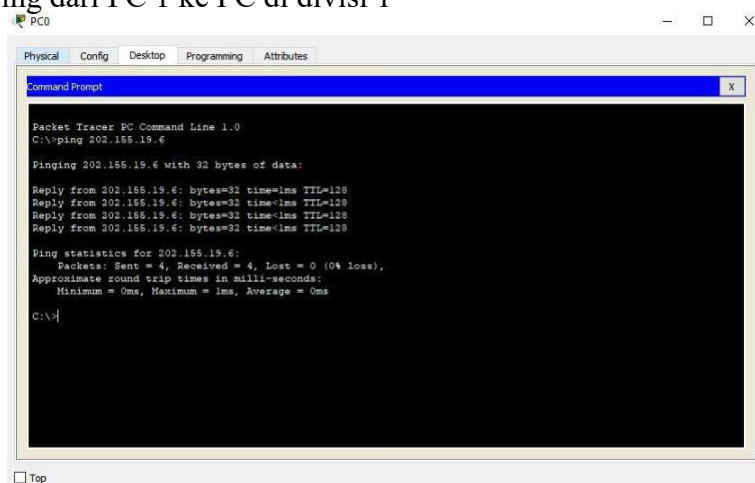 ing dari PC 1 ke PC di divisi 1
PC0
Physical Config Desktop Programming Attributes
Command Prompt X
Packet Tracer PC Command Line 1.0
C:\>ping 202.155.19.6
Pinging 202.155.19.6 with 32 bytes of data:
Reply from 202.155.19.6: bytes=32 time=1ms TTL=128
Reply from 202.155.19.6: bytes=32 time<1ms TTL=128
Reply from 202.155.19.6: bytes=32 time<1ms TTL=128
Reply from 202.155.19.6: bytes=32 time<1ms TTL=128
Ping statistics for 202.155.19.6:
Packets: Sent = 4, Received = 4, Lost = 0 (0% loss),
Approximate round trip times in milli-seconds:
Minimum = 0ms, Maximum = 1ms, Average = 0ms
C:\>
Top